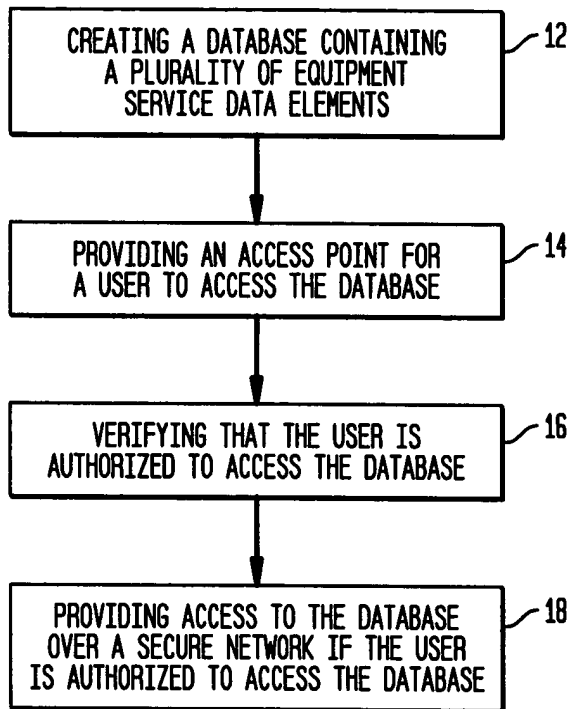 CREATING A DATABASE CONTAINING
A PLURALITY OF EQUIPMENT
SERVICE DATA ELEMENTS
12
PROVIDING AN ACCESS POINT FOR
A USER TO ACCESS THE DATABASE
14
VERIFYING THAT THE USER IS
AUTHORIZED TO ACCESS THE DATABASE
16
PROVIDING ACCESS TO THE DATABASE
OVER A SECURE NETWORK IF THE USER
IS AUTHORIZED TO ACCESS THE DATABASE
18